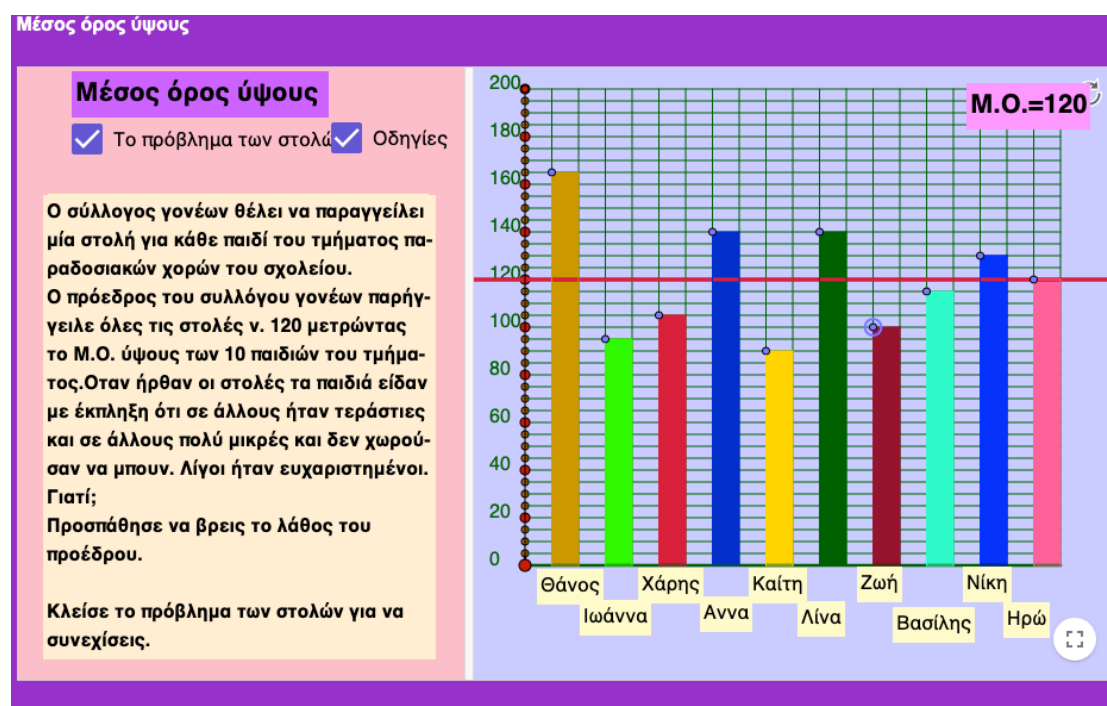 Μέσος όρος ύψους
Μέσος όρος ύψους
Το πρόβλημα των στολώ
Οδηγίες
Ο σύλλογος γονέων θέλει να παραγγείλει
μία στολή για κάθε παιδί του τμήματος πα-
ραδοσιακών χορών του σχολείου.
Ο πρόεδρος του συλλόγου γονέων παρήγ-
γειλε όλες τις στολές ν. 120 μετρώντας
το Μ.Ο. ύψους των 10 παιδιών του τμήμα-
τος.Οταν ήρθαν οι στολές τα παιδιά είδαν
με έκπληξη ότι σε άλλους ήταν τεράστιες
και σε άλλους πολύ μικρές και δεν χωρού-
σαν να μπουν. Λίγοι ήταν ευχαριστημένοι.
Γιατί;
Προσπάθησε να βρεις το λάθος του
προέδρου.
Κλείσε το πρόβλημα των στολών για να
συνεχίσεις.
Μ.Ο.=120
200
180
160
140
120
100
80
60
40
20
0
Θάνος
Ιωάννα
Χάρης
Αννα
Καίτη
Λίνα
Ζωή
Βασίλης
Νίκη
Ηρώ